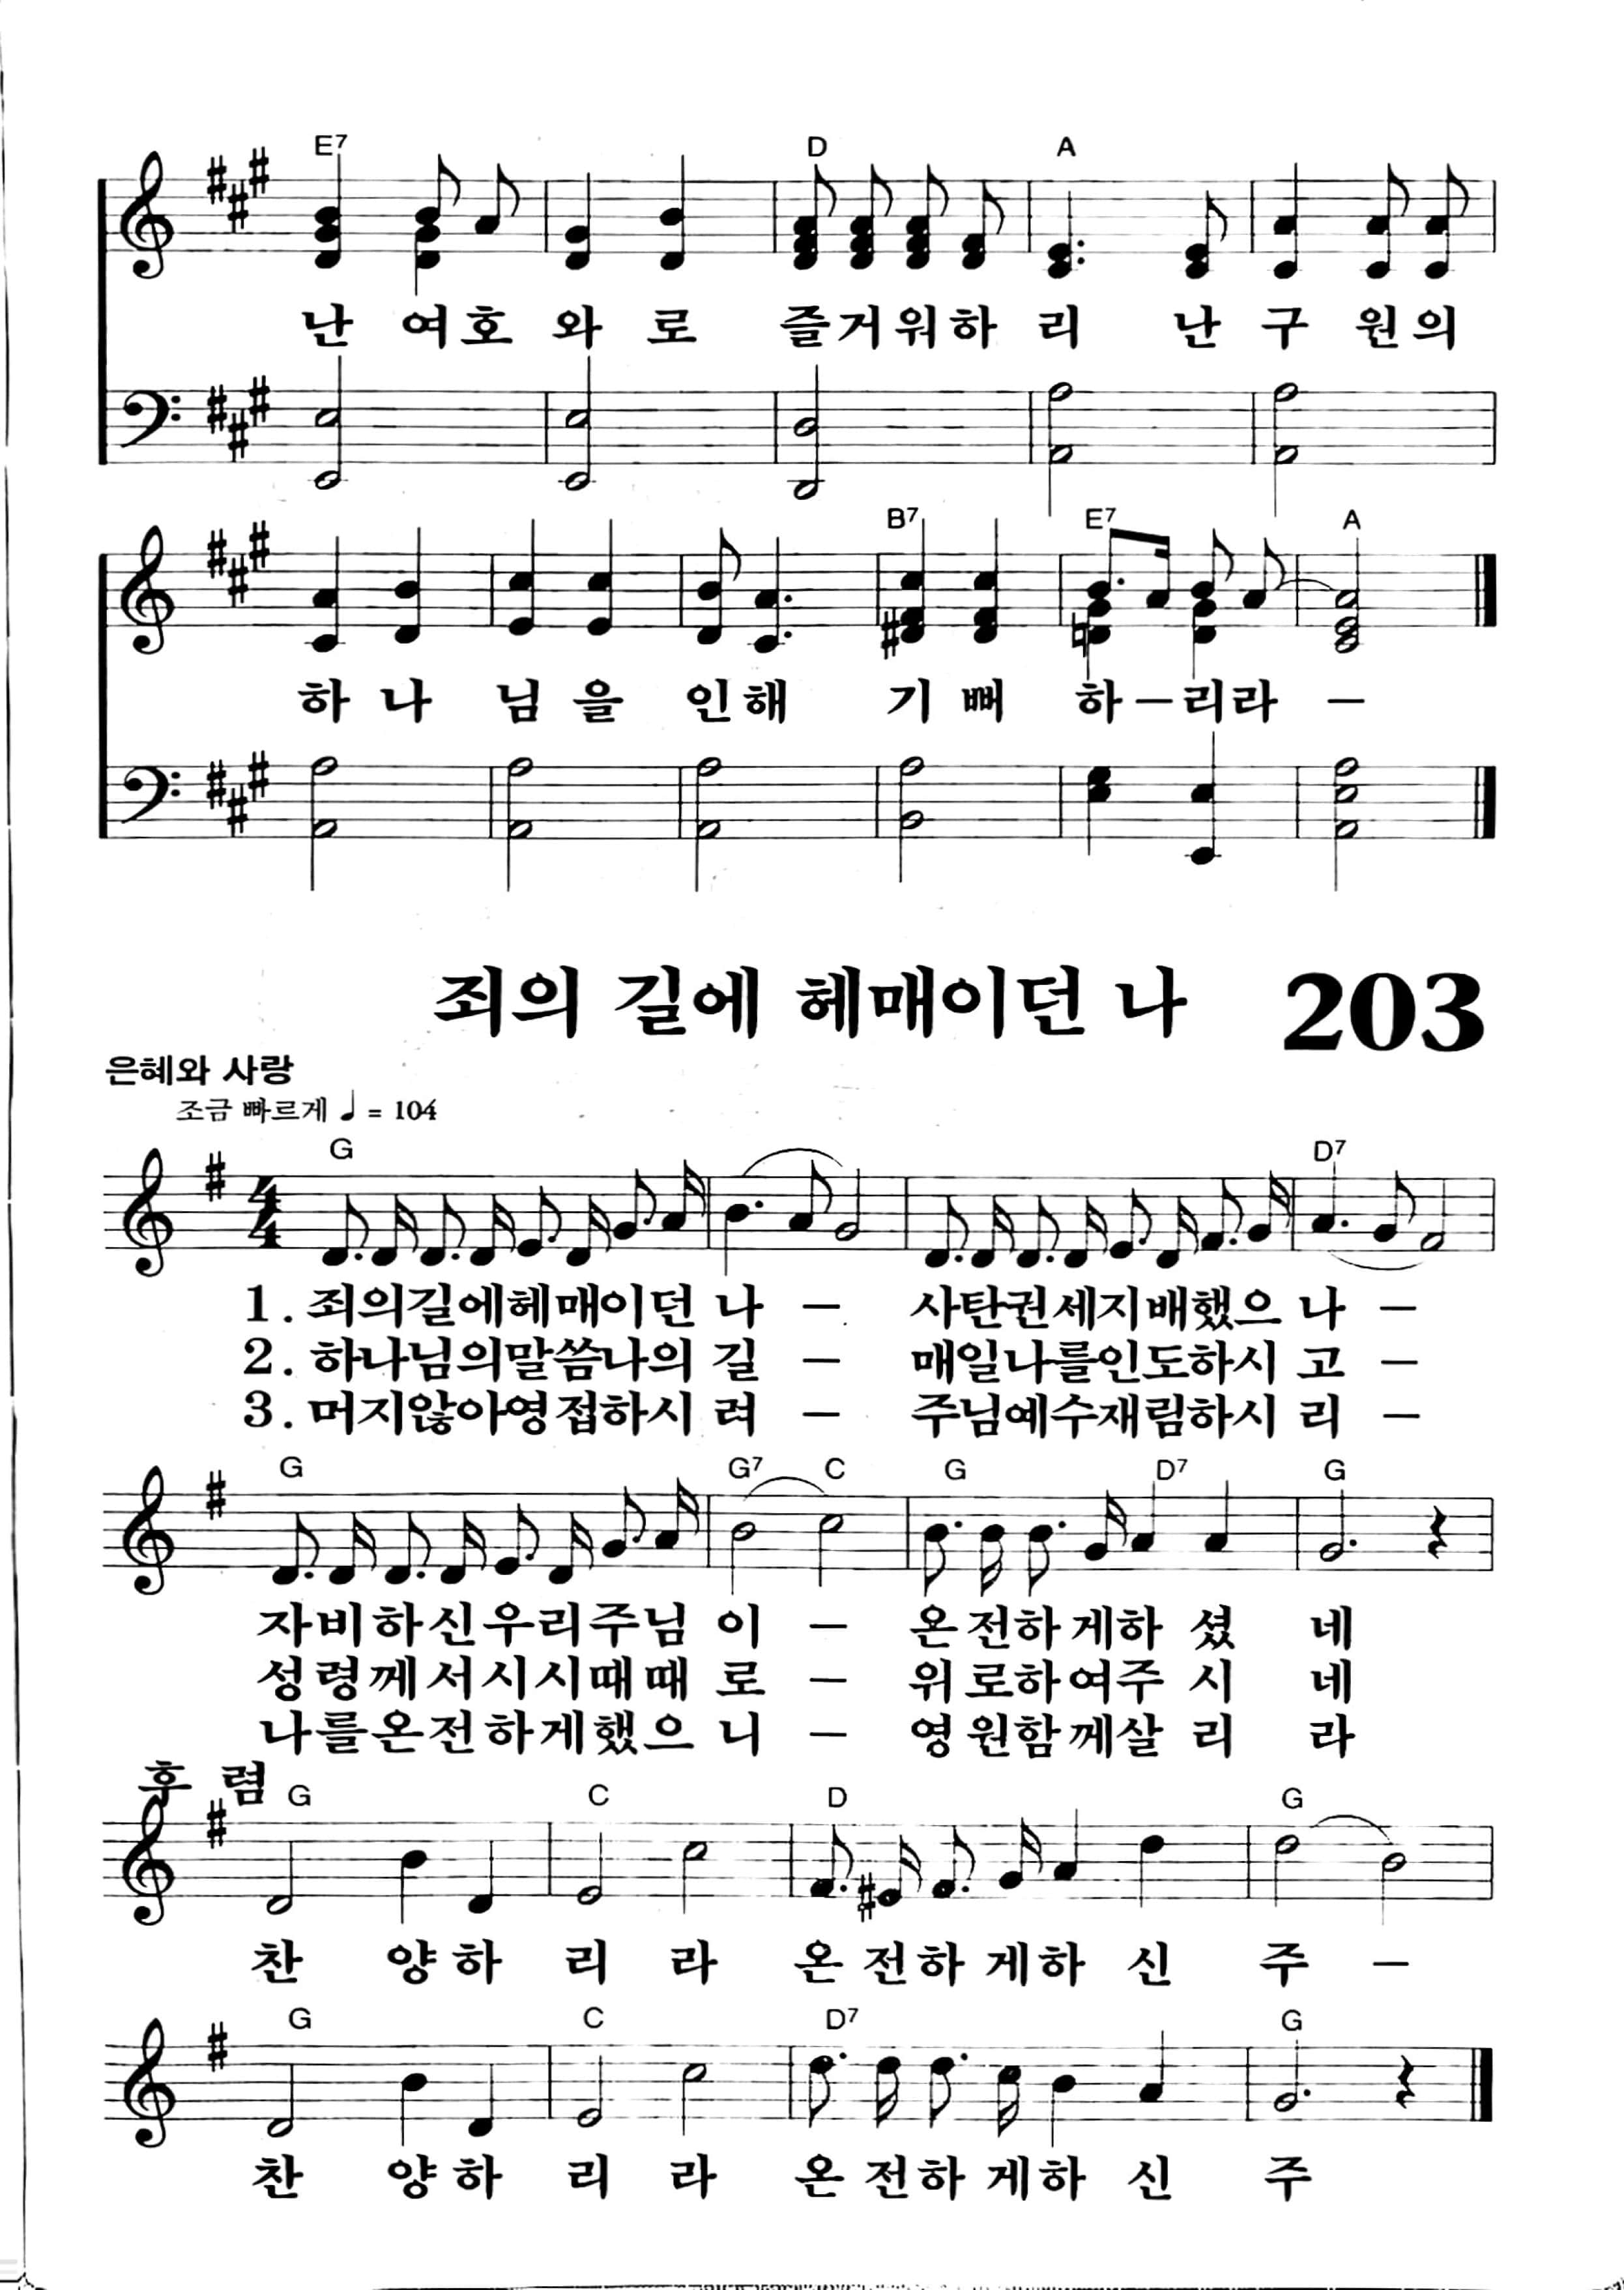 E7 D A
난 여호 와 로 즐거워하 리 난 구 원의
B7 E7 A
하 나 님 을 인해 기 뻐 하-리라 -
죄의 길에 헤매이던 나 203
은혜와 사랑
조금 빠르게 ♩ = 104
G D7
4
4
1. 죄의길에헤매이던 나 - 사탄권세지배했으 나 -
2. 하나님의말씀나의 길 - 매일나를인도하시 고 -
3. 머지않아영접하시 려 - 주님예수재림하시 리 -
G G7 C G D7 G
자비하신우리주님 이 - 온전하게하 셨 네
성령께서시시때때 로 - 위로하여주 시 네
나를온전하게했으 니 - 영원함께살 리 라
후 렴
G C D G
찬 양하 리 라 온전하게하 신 주 -
G C D7 G
찬 양하 리 라 온전하게하 신 주